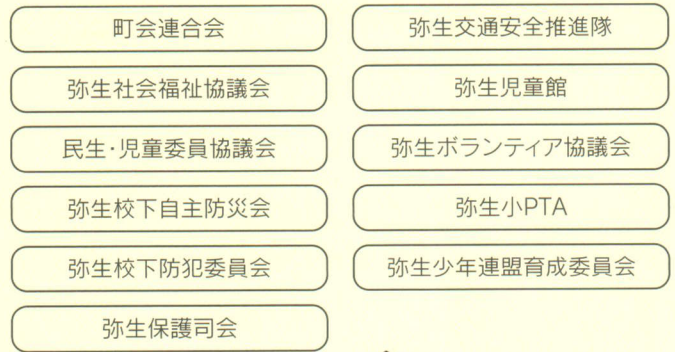 町会連合会
弥生社会福祉協議会
民生・児童委員協議会
弥生校下自主防災会
弥生校下防犯委員会
弥生保護司会
弥生交通安全推進隊
弥生児童館
弥生ボランティア協議会
弥生小PTA
弥生少年連盟育成委員会